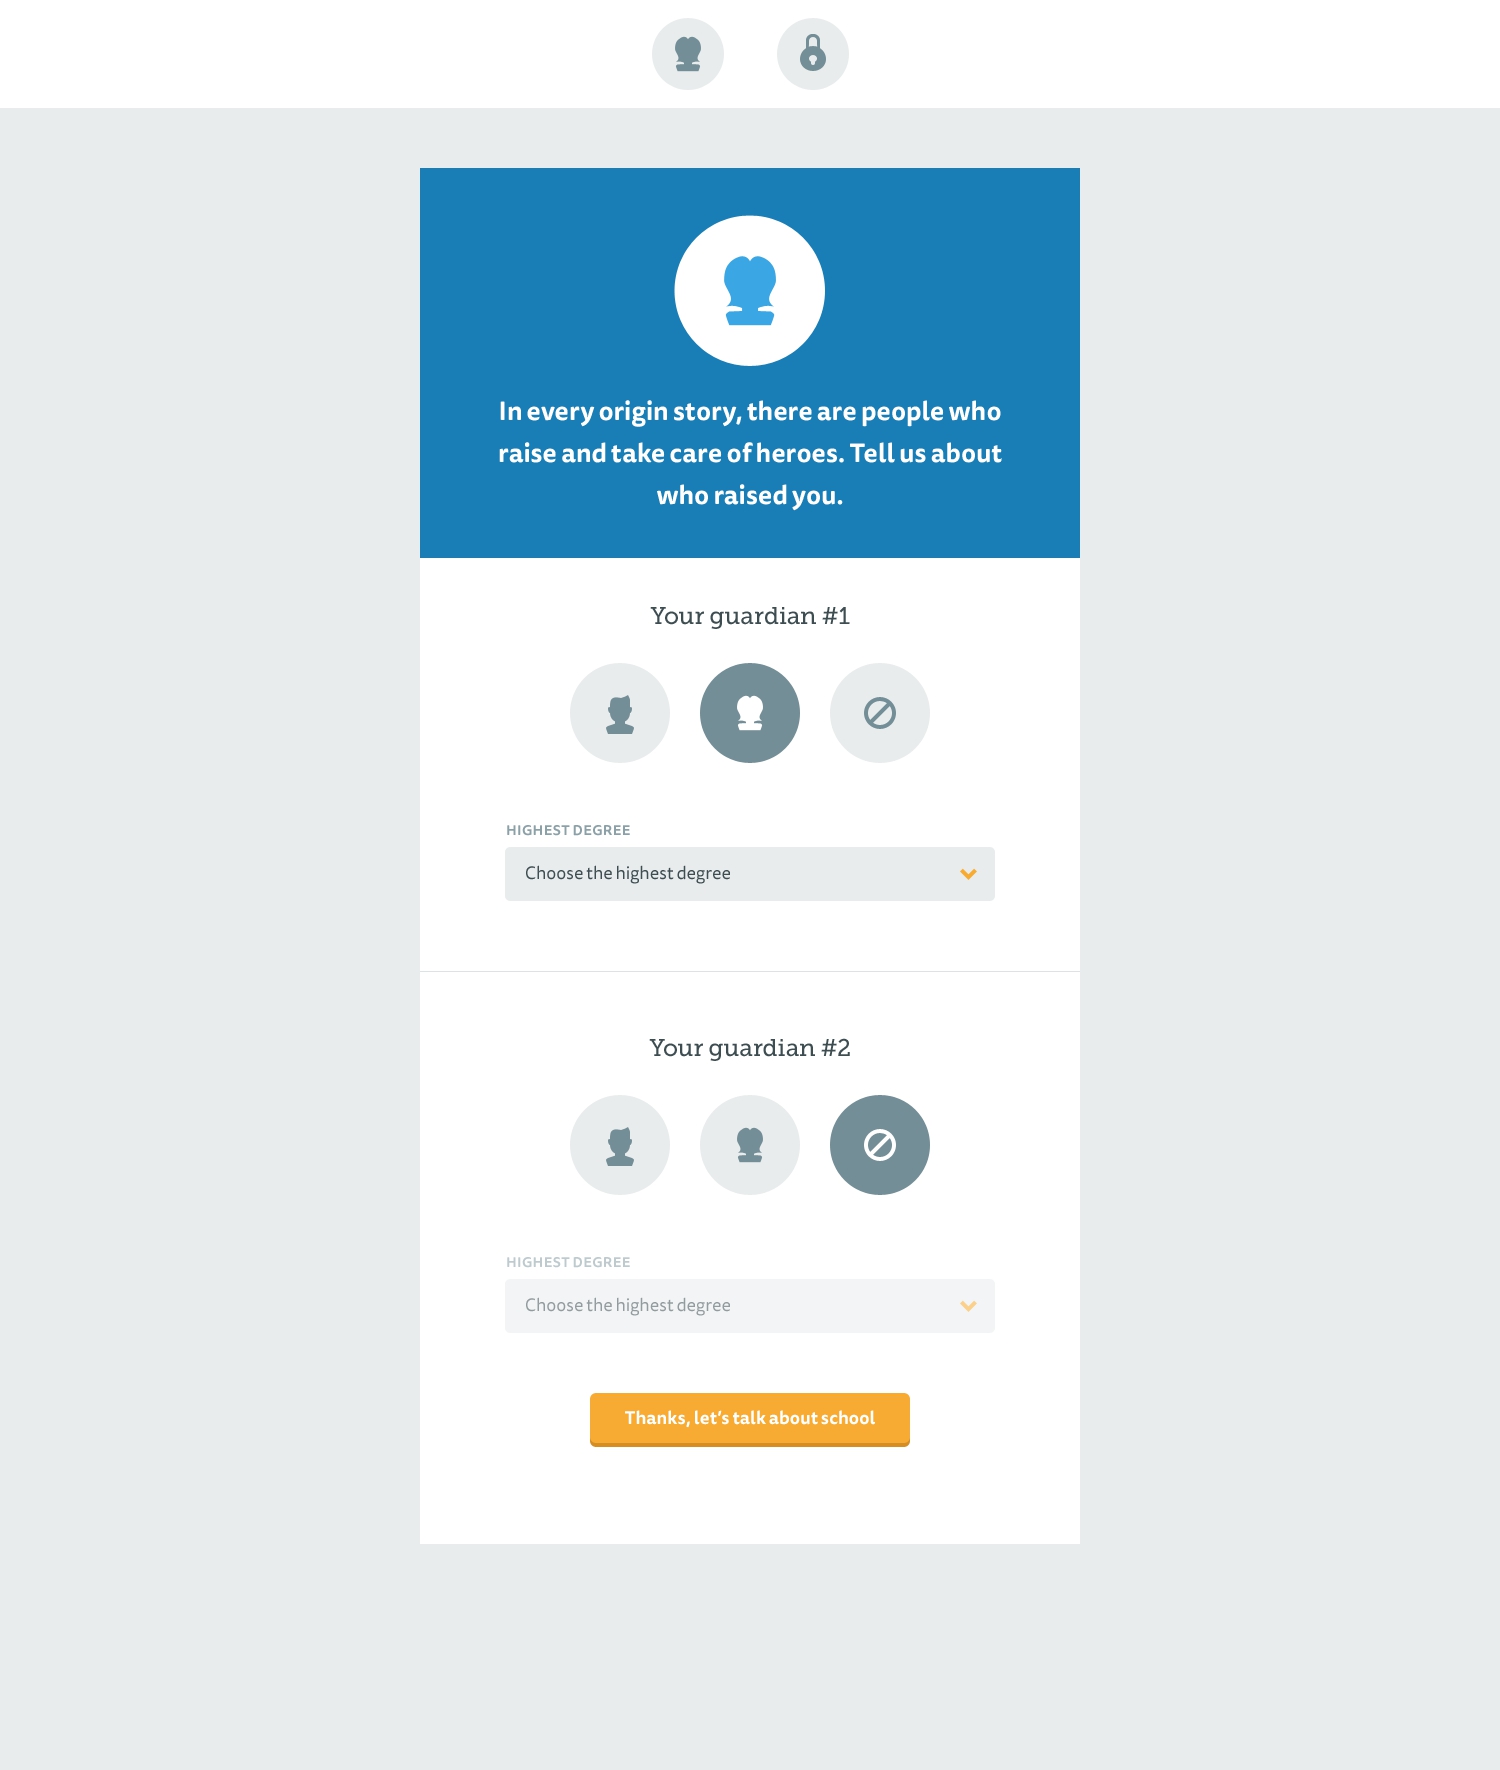 In every origin story, there are people who
raise and take care of heroes. Tell us about
who raised you.
Your guardian #1
HIGHEST DEGREE
Choose the highest degree
Your guardian #2
HIGHEST DEGREE
Choose the highest degree
Thanks, let’s talk about school